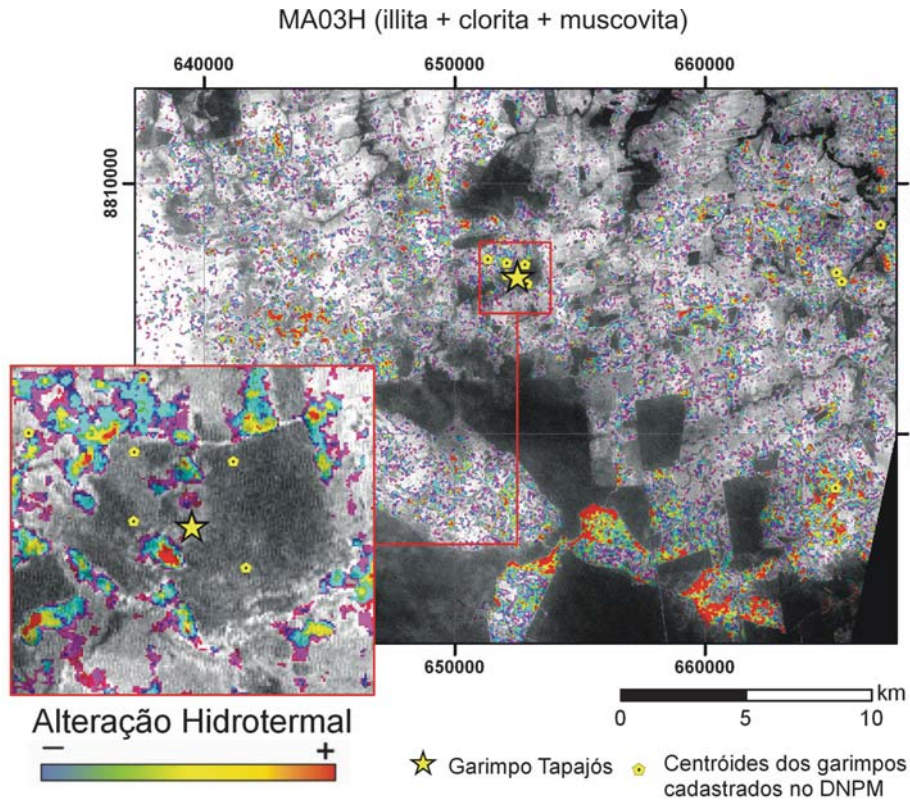 MA03H (illita + clorita + muscovita)
640000 650000 660000
8810000
650000 660000
km
0 5 10
Alteração Hidrotermal
− +
Garimpo Tapajós
Centróides dos garimpos
cadastrados no DNPM